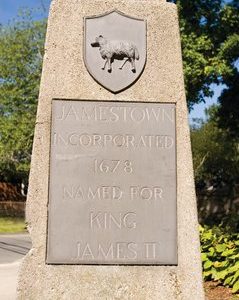 JAMESTOWN
INCORPORATED
1678
NAMED FOR
KING
JAMES II